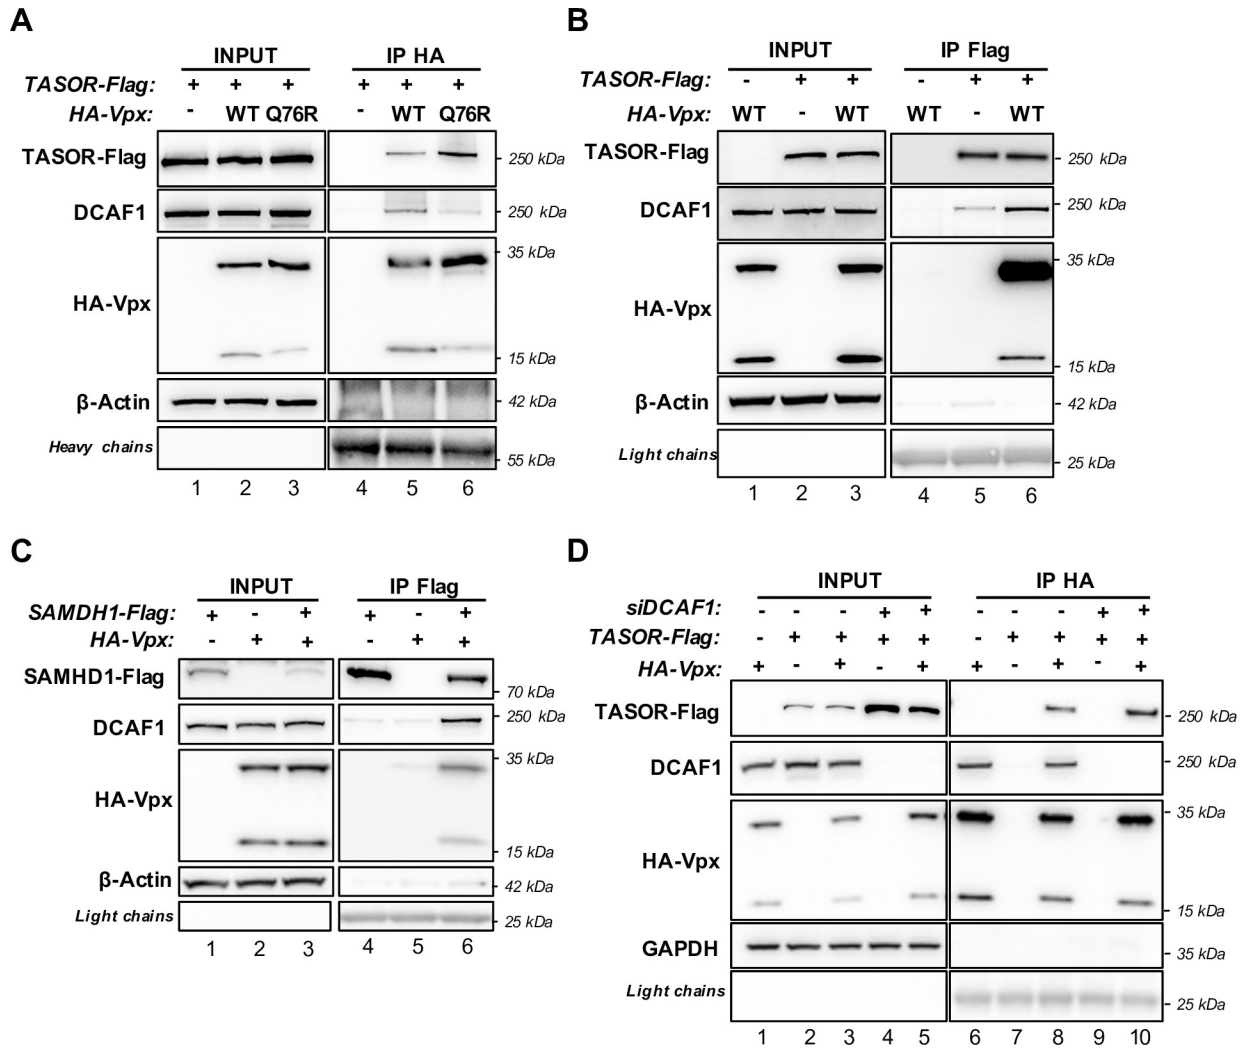 A
INPUT IP HA
TASOR-Flag: + + + + + +
HA-Vpx: - WT Q76R - WT Q76R
TASOR-Flag 250 kDa
DCAF1 250 kDa
35 kDa
HA-Vpx
15 kDa
β-Actin 42 kDa
Heavy chains 55 kDa
1 2 3 4 5 6
B
INPUT IP Flag
TASOR-Flag: - + + - + +
HA-Vpx: WT - WT WT - WT
TASOR-Flag 250 kDa
DCAF1 250 kDa
35 kDa
HA-Vpx
15 kDa
β-Actin 42 kDa
Light chains 25 kDa
1 2 3 4 5 6
C
INPUT IP Flag
SAMDH1-Flag: + - + + - +
HA-Vpx: - + + - + +
SAMHD1-Flag 70 kDa
DCAF1 250 kDa
35 kDa
HA-Vpx
15 kDa
β-Actin 42 kDa
Light chains 25 kDa
1 2 3 4 5 6
D
INPUT IP HA
siDCAF1: - - - + + - - - + +
TASOR-Flag: - + + + + - + + + +
HA-Vpx: + - + - + + - + - +
TASOR-Flag 250 kDa
DCAF1 250 kDa
35 kDa
HA-Vpx
15 kDa
GAPDH 35 kDa
Light chains 25 kDa
1 2 3 4 5 6 7 8 9 10